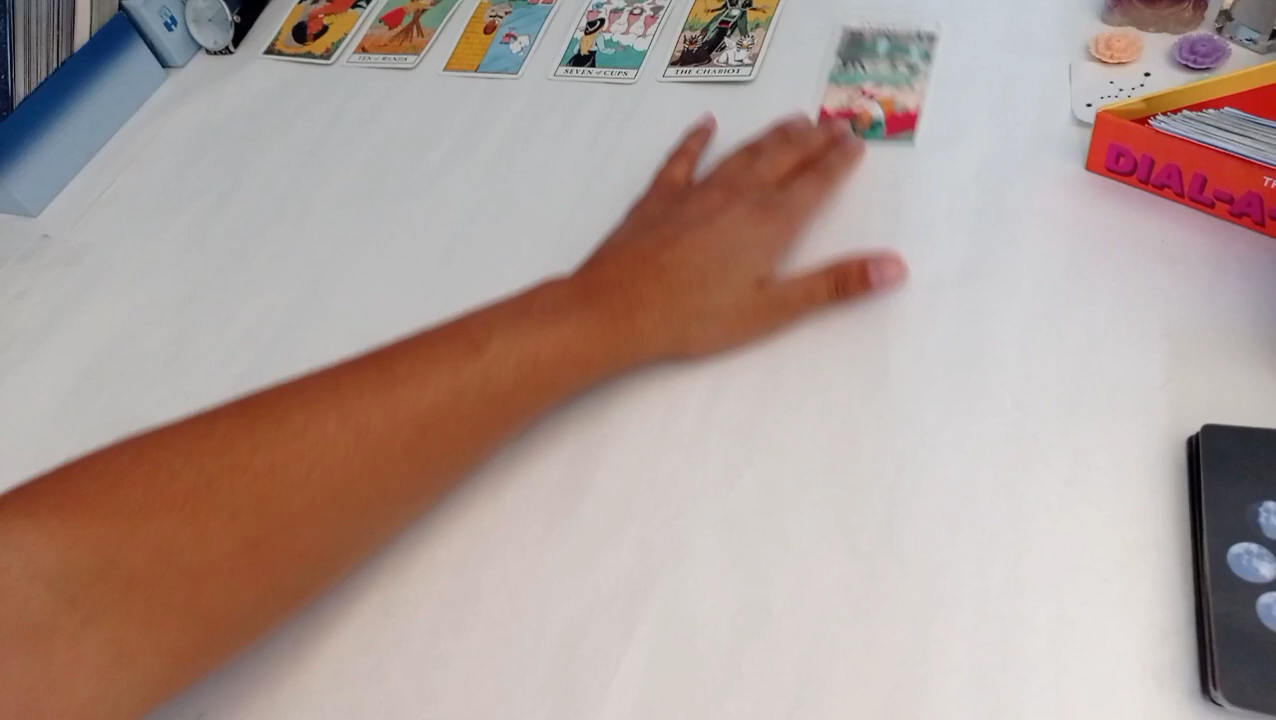 TEN of WANDS
SEVEN of CUPS
THE CHARIOT
DIAL-A-